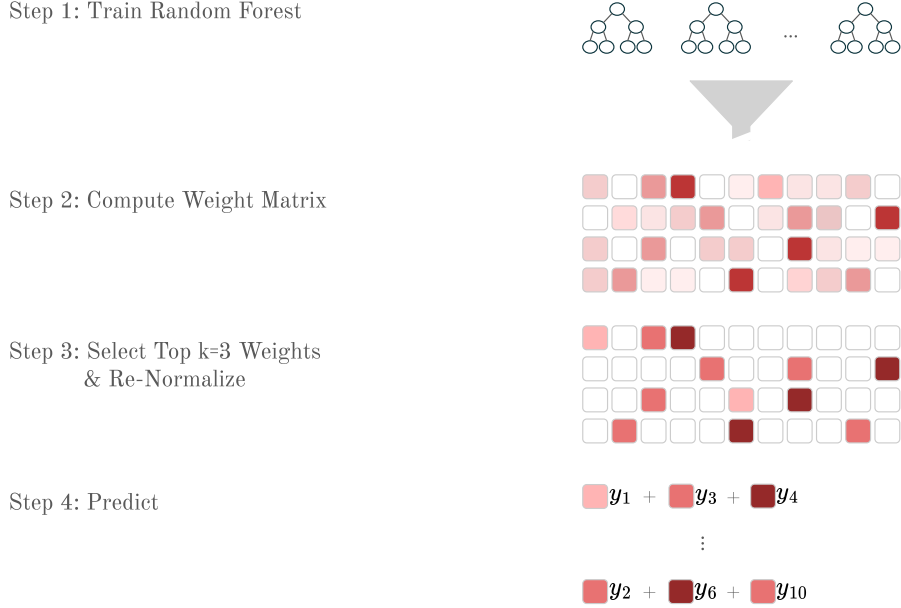 Step 1: Train Random Forest
...
Step 2: Compute Weight Matrix
Step 3: Select Top k=3 Weights
& Re-Normalize
Step 4: Predict
y1 + y3 + y4
⋮
y2 + y6 + y10